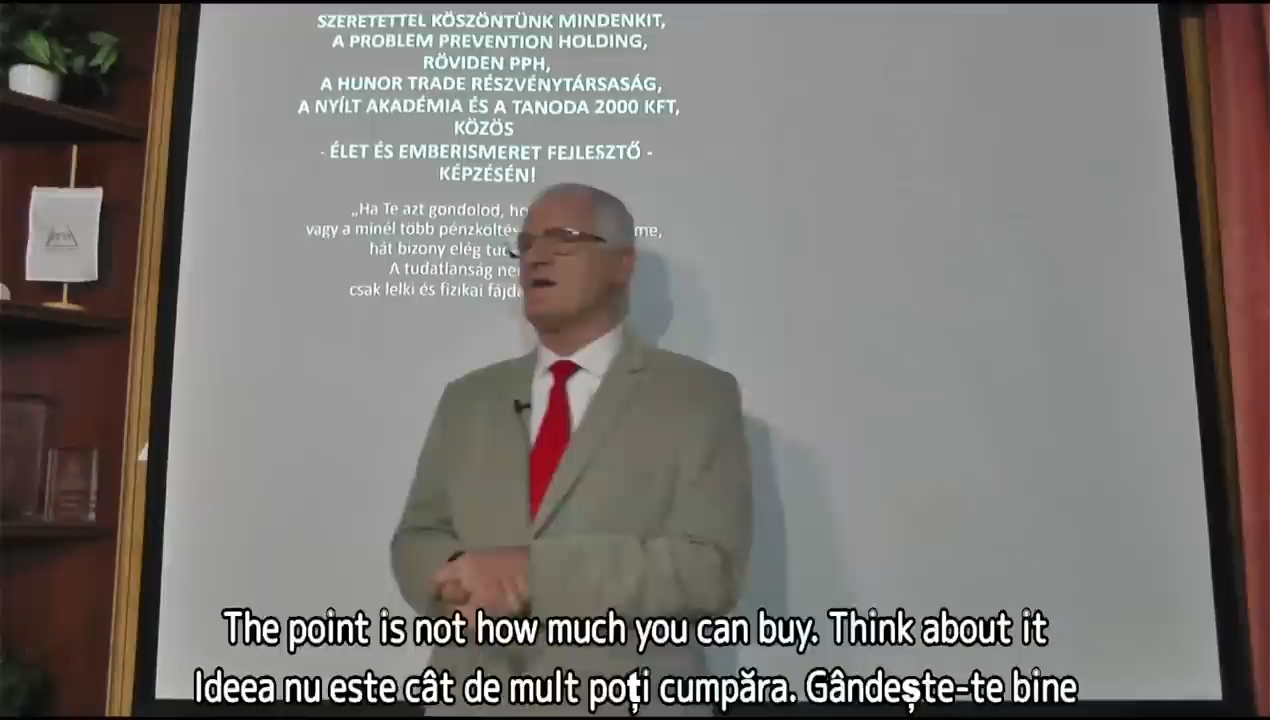 SZERETETTEL KÖSZÖNTÜNK MINDENKIT,
A PROBLEM PREVENTION HOLDING,
RÖVIDEN PPH,
A HUNOR TRADE RÉSZVÉNYTÁRSASÁG,
A NYÍLT AKADÉMIA ÉS A TANODA 2000 KFT,
KÖZÖS
- ÉLET ÉS EMBERISMERET FEJLESZTŐ -
KÉPZÉSÉN!
„Ha Te azt gondolod,
vagy a minél több
hát bizony elég
A tudatlanság
csak lelki és fizikai
The point is not how much you can buy. Think about it
Ideea nu este cât de mult poți cumpăra. Gândește-te bine